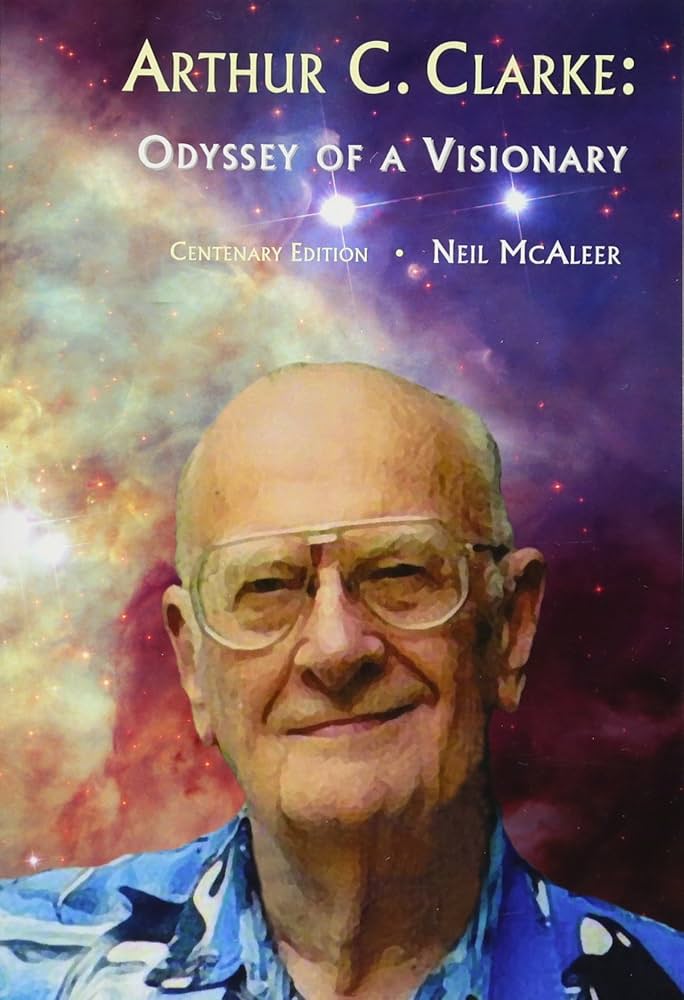 ARTHUR C. CLARKE:
ODYSSEY OF A VISIONARY
CENTENARY EDITION • NEIL MCALEER